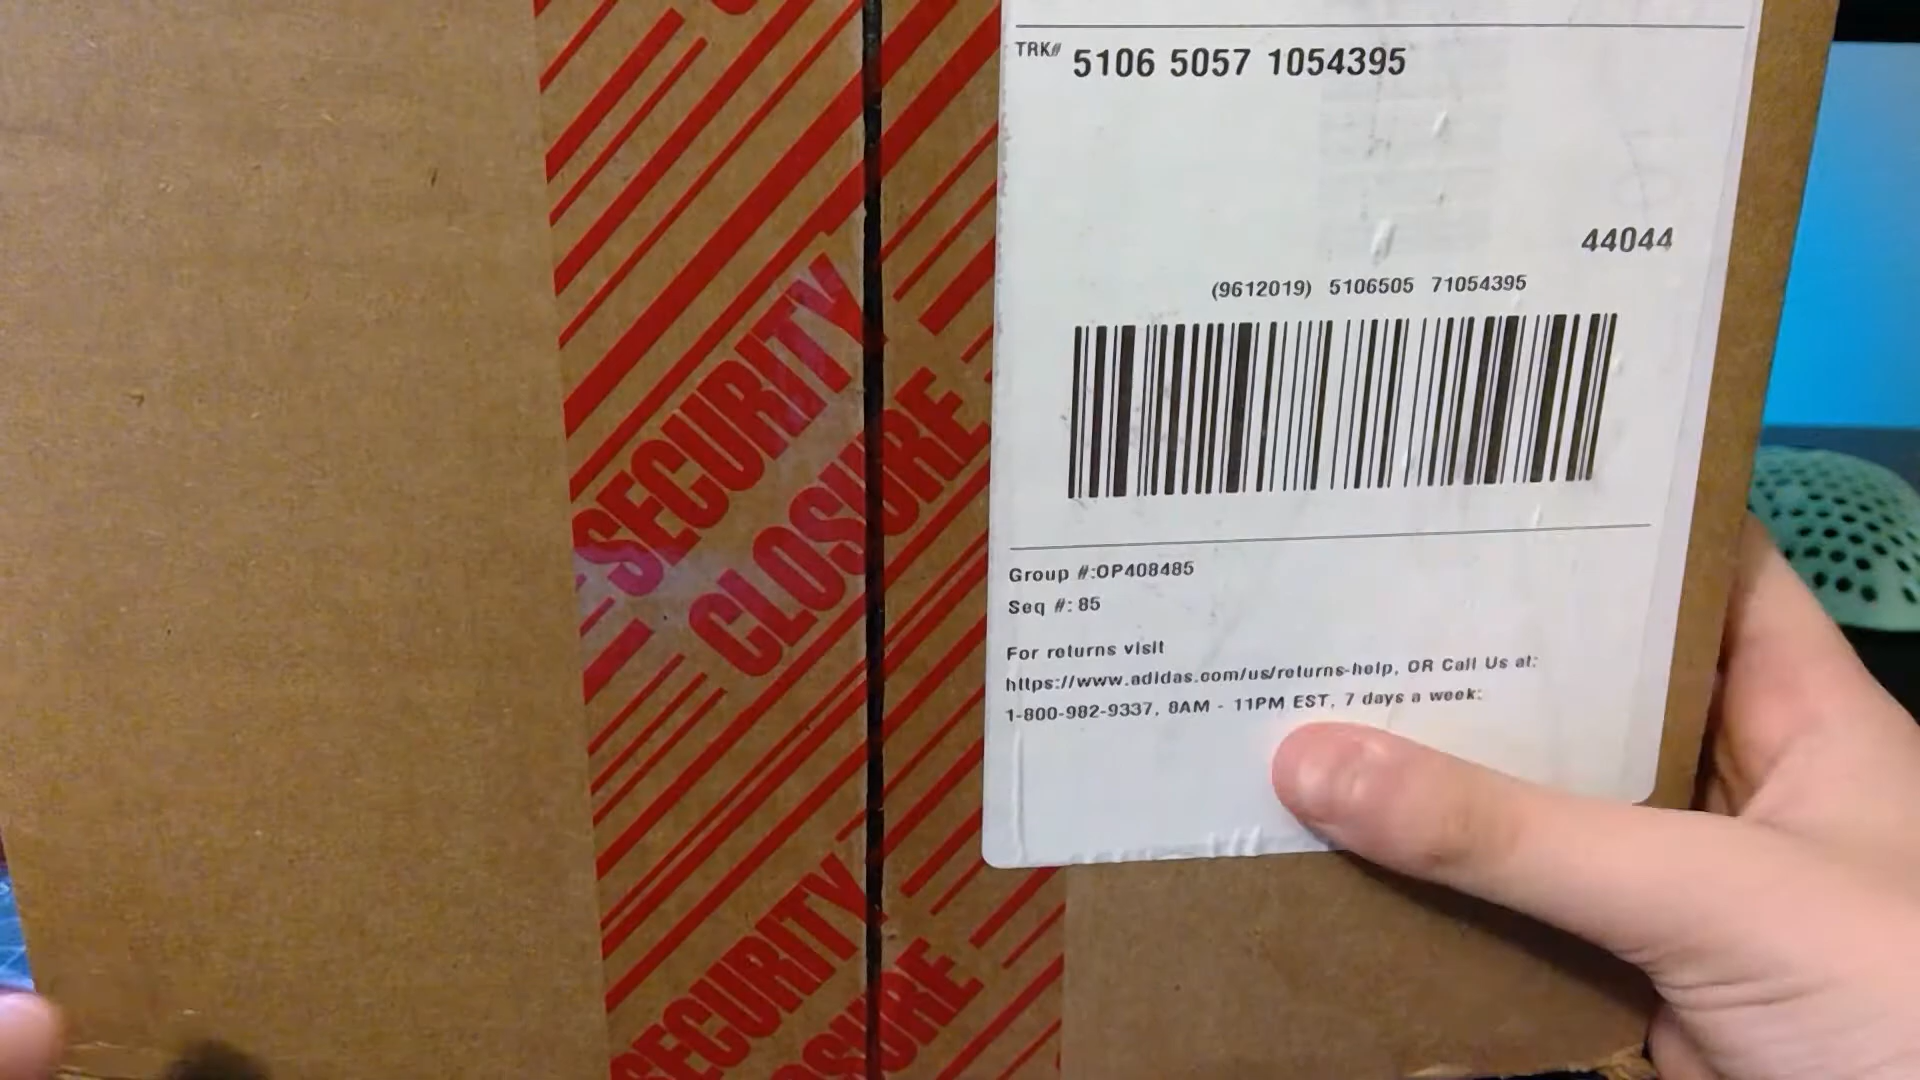 TRK# 5106 5057 1054395
44044
(9612019) 5106505 71054395
Group #:OP408485
Seq #: 85
For returns visit
https://www.adidas.com/us/returns-help, OR Call Us at:
1-800-982-9337, 8AM - 11PM EST, 7 days a week:
SECURITY
CLOSURE
SECURITY
CLOSURE